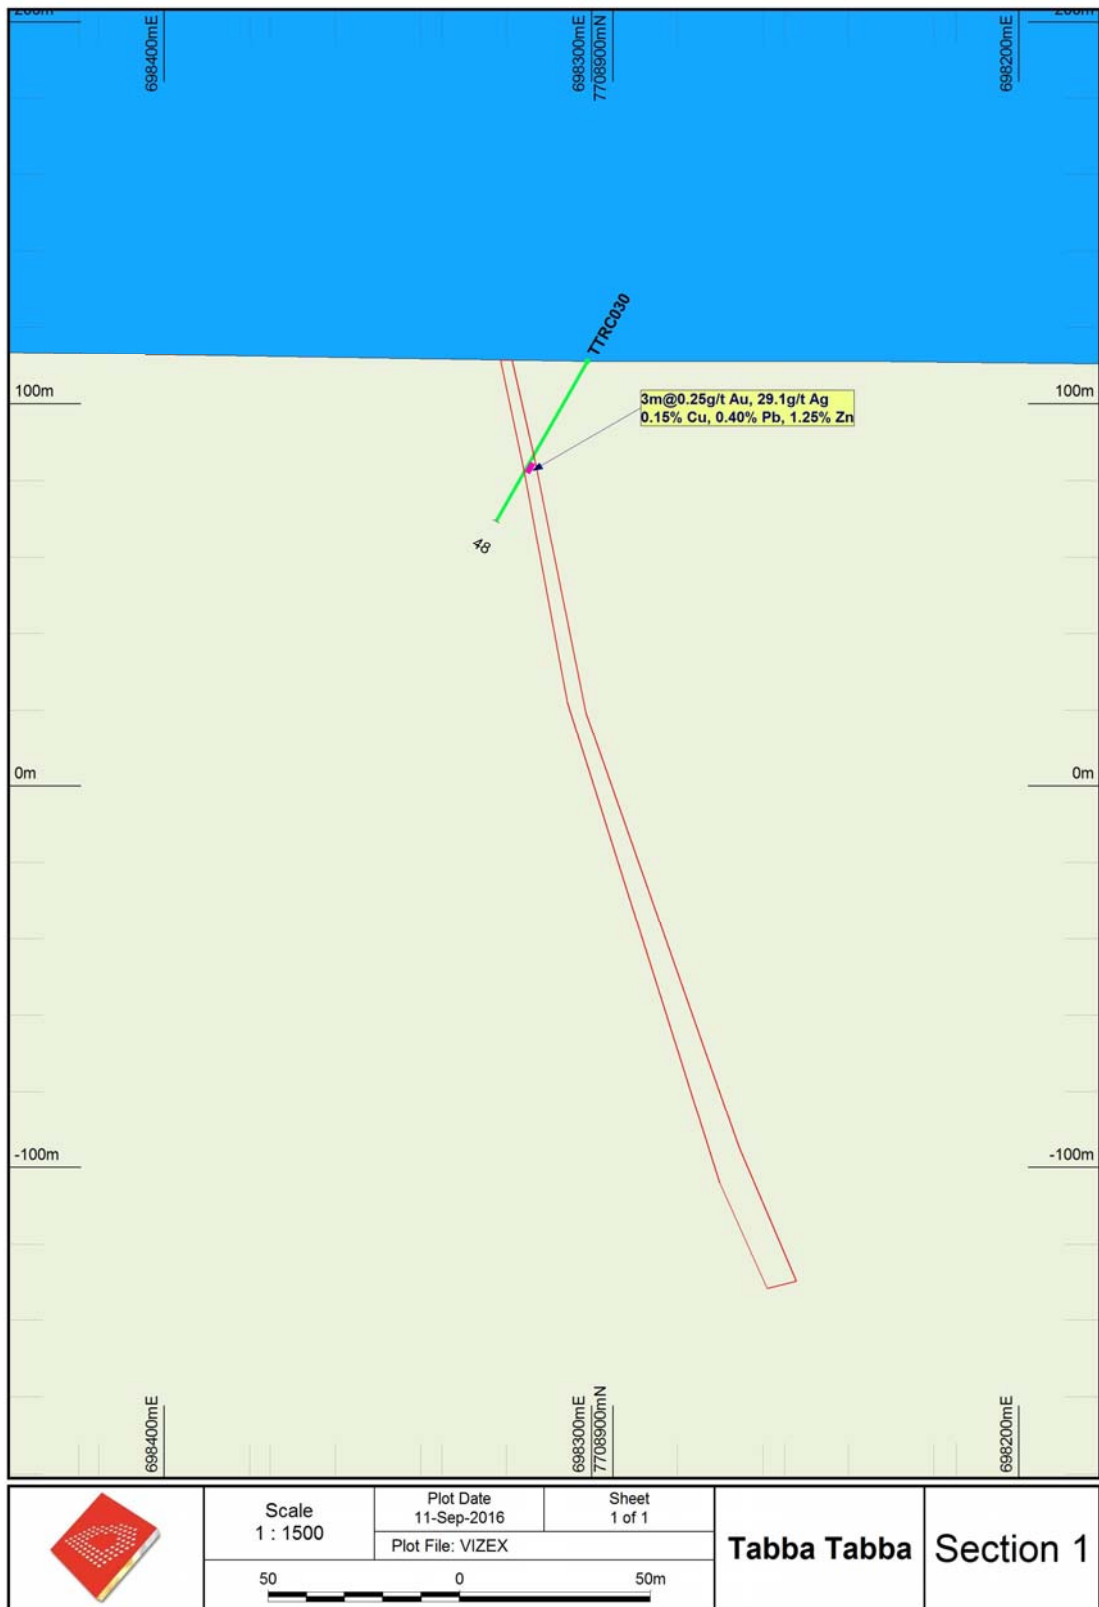 200m
200m
698400mE
698300mE
7708900mN
698200mE
TTRC030
100m
3m@0.25g/t Au, 29.1g/t Ag
0.15% Cu, 0.40% Pb, 1.25% Zn
48
0m
0m
-100m
-100m
698400mE
698300mE
7708900mN
698200mE
Scale
1 : 1500
Plot Date
11-Sep-2016
Sheet
1 of 1
Plot File: VIZEX
50
0
50m
Tabba Tabba
Section 1